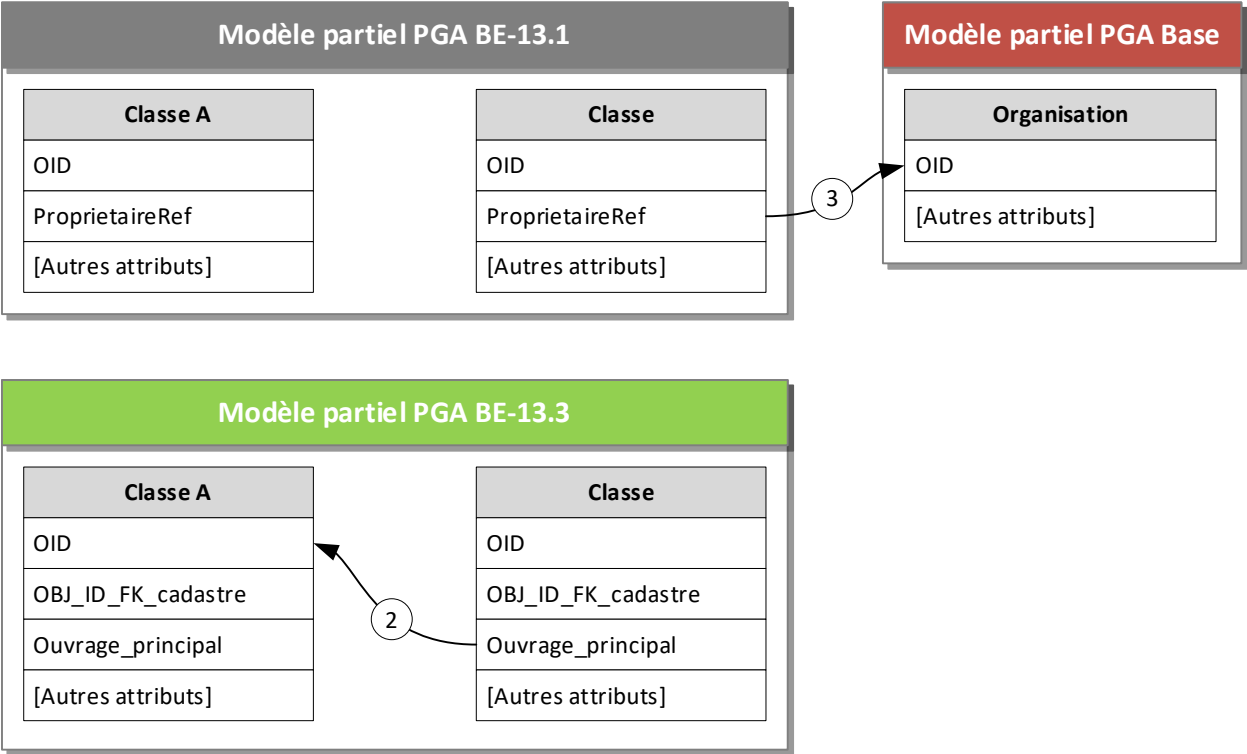 Modèle partiel PGA BE-13.1
Classe A
OID
ProprietaireRef
[Autres attributs]
Classe
OID
ProprietaireRef
[Autres attributs]
3
Modèle partiel PGA Base
Organisation
OID
[Autres attributs]
Modèle partiel PGA BE-13.3
Classe A
OID
OBJ_ID_FK_cadastre
Ouvrage_principal
[Autres attributs]
2
Classe
OID
OBJ_ID_FK_cadastre
Ouvrage_principal
[Autres attributs]